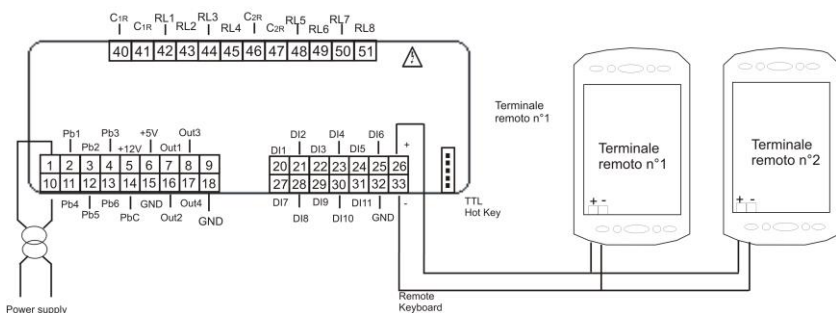 C1R C1R RL1 RL2 RL3 RL4 C2R C2R RL5 RL6 RL7 RL8
40 41 42 43 44 45 46 47 48 49 50 51
Terminale
remoto n°1
Terminale
remoto n°1
Terminale
remoto n°2
Pb1 Pb2 Pb3 +12V +5V Out1 Out3
1 2 3 4 5 6 7 8 9
10 11 12 13 14 15 16 17 18
Pb4 Pb5 Pb6 PbC GND Out2 Out4 GND
DI1 DI2 DI3 DI4 DI5 DI6 +
20 21 22 23 24 25 26
27 28 29 30 31 32 33
DI7 DI8 DI9 DI10 DI11 GND -
TTL
Hot Key
+ -
+ -
Remote
Keyboard
Power supply